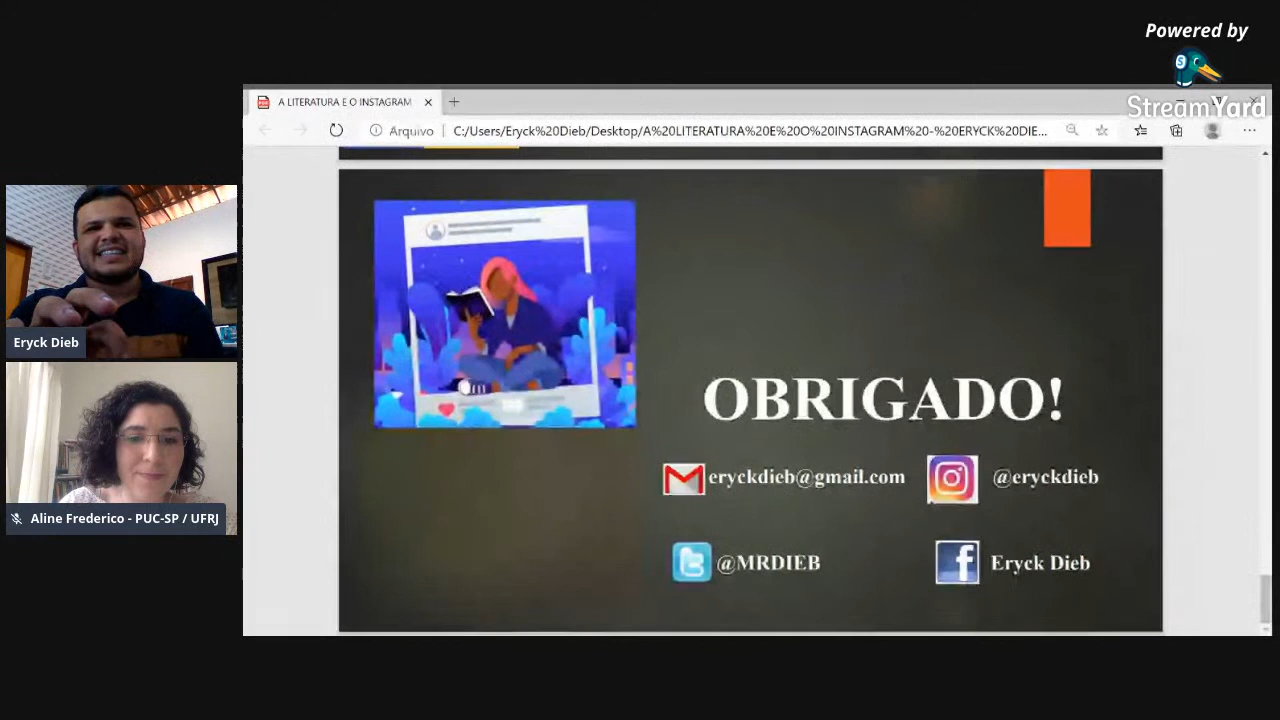 Powered by
StreamYard
A LITERATURA E O INSTAGRAM
Arquivo
C:/Users/Eryck%20Dieb/Desktop/A%20LITERATURA%20E%20O%20INSTAGRAM%20-%20ERYCK%20DIE...
OBRIGADO!
eryckdieb@gmail.com
@eryckdieb
@MRDIEB
Eryck Dieb
Eryck Dieb
Aline Frederico - PUC-SP / UFRJ